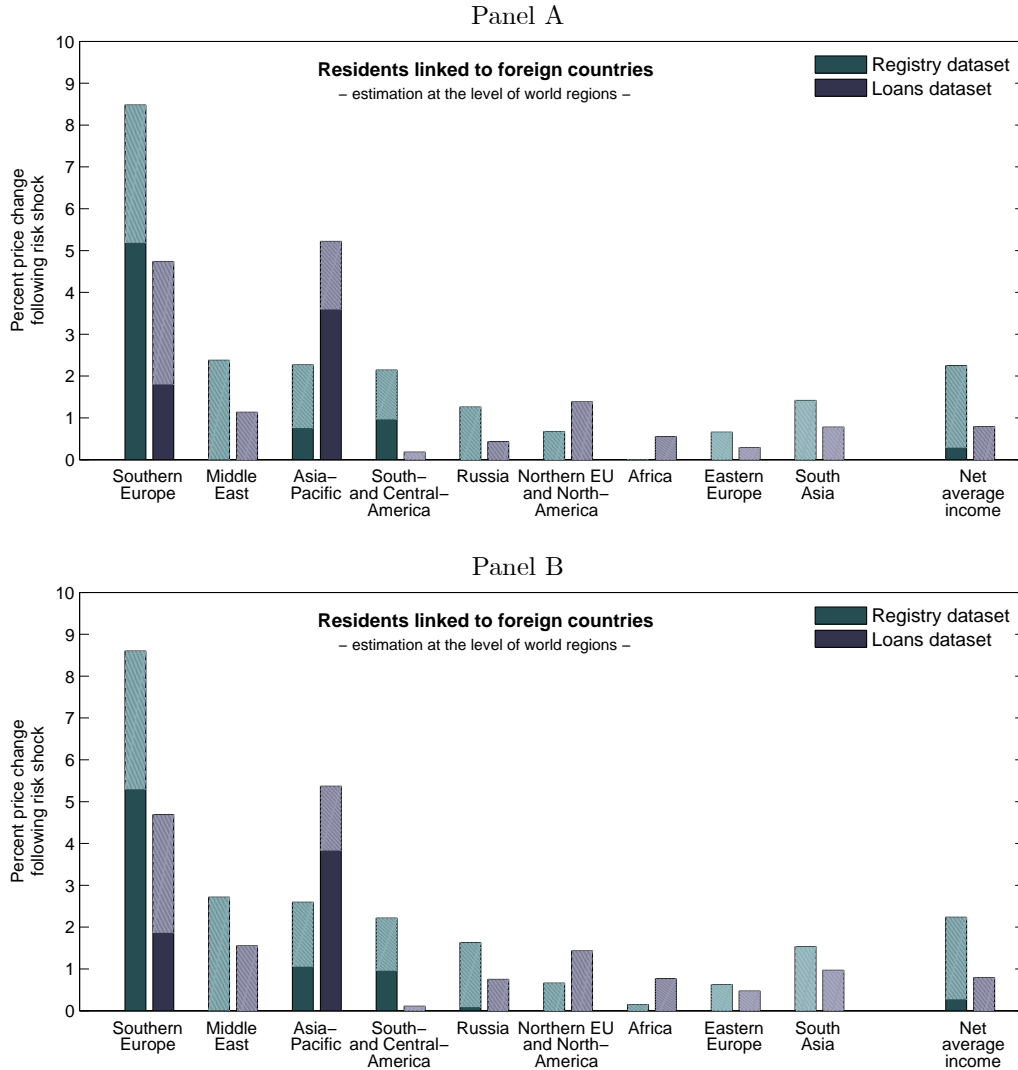 Panel A
Residents linked to foreign countries
– estimation at the level of world regions –
Registry dataset
Loans dataset
Percent price change
following risk shock
10
9
8
7
6
5
4
3
2
1
0
Southern
Europe
Middle
East
Asia–
Pacific
South–
and Central–
America
Russia
Northern EU
and North–
America
Africa
Eastern
Europe
South
Asia
Net
average
income
Panel B
Residents linked to foreign countries
– estimation at the level of world regions –
Registry dataset
Loans dataset
Percent price change
following risk shock
10
9
8
7
6
5
4
3
2
1
0
Southern
Europe
Middle
East
Asia–
Pacific
South–
and Central–
America
Russia
Northern EU
and North–
America
Africa
Eastern
Europe
South
Asia
Net
average
income